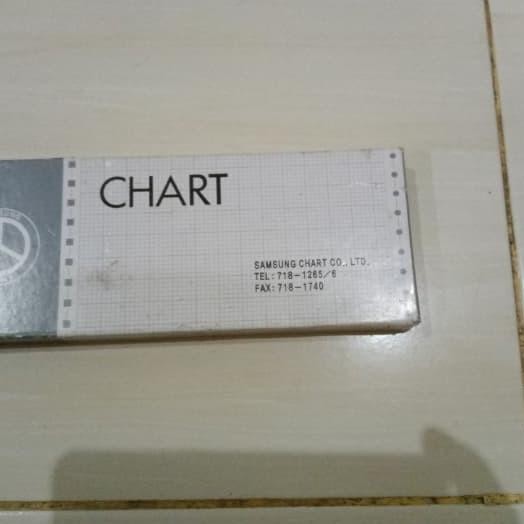 CHART
SAMSUNG CHART CO., LTD.
TEL: 718-1265/6
FAX: 718-1740